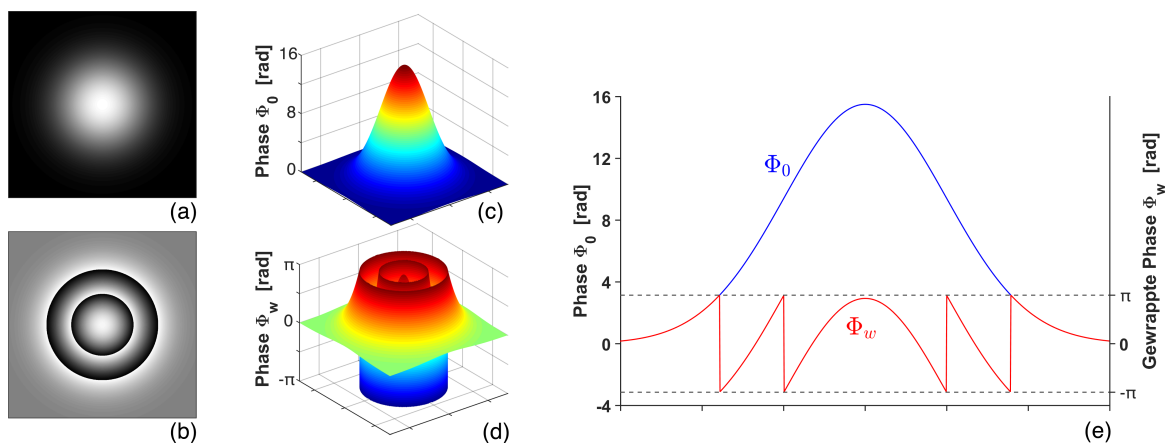 (a)
(b)
16
8
0
Phase Φ0 [rad]
(c)
π
0
-π
Phase Φw [rad]
(d)
16
12
8
4
0
-4
Phase Φ0 [rad]
Φ0
Φw
π
0
-π
Gewrappte Phase Φw [rad]
(e)